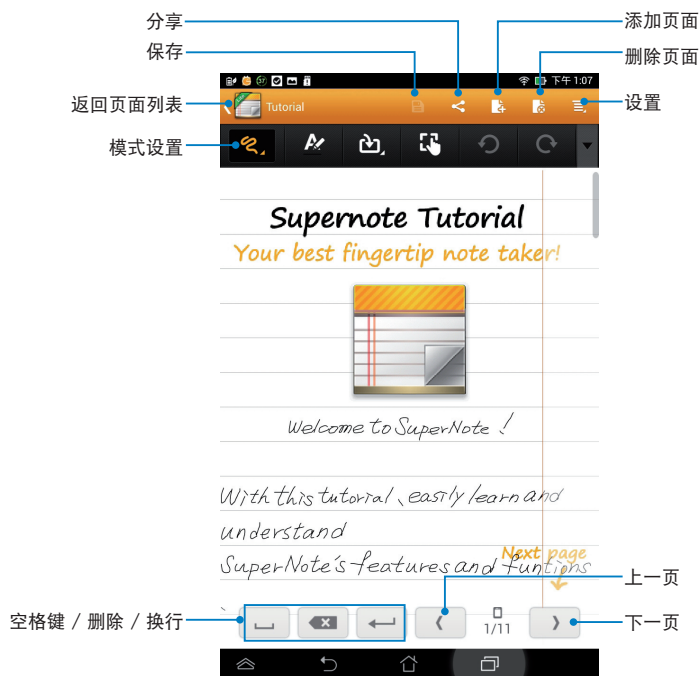 分享
添加页面
保存
删除页面
下午 1:07
返回页面列表
Tutorial
设置
模式设置
Supernote Tutorial
Your best fingertip note taker!
Welcome to SuperNote !
With this tutorial, easily learn and
understand
Next page
SuperNote's features and funtions
上一页
空格键 / 删除 / 换行
1/11
下一页